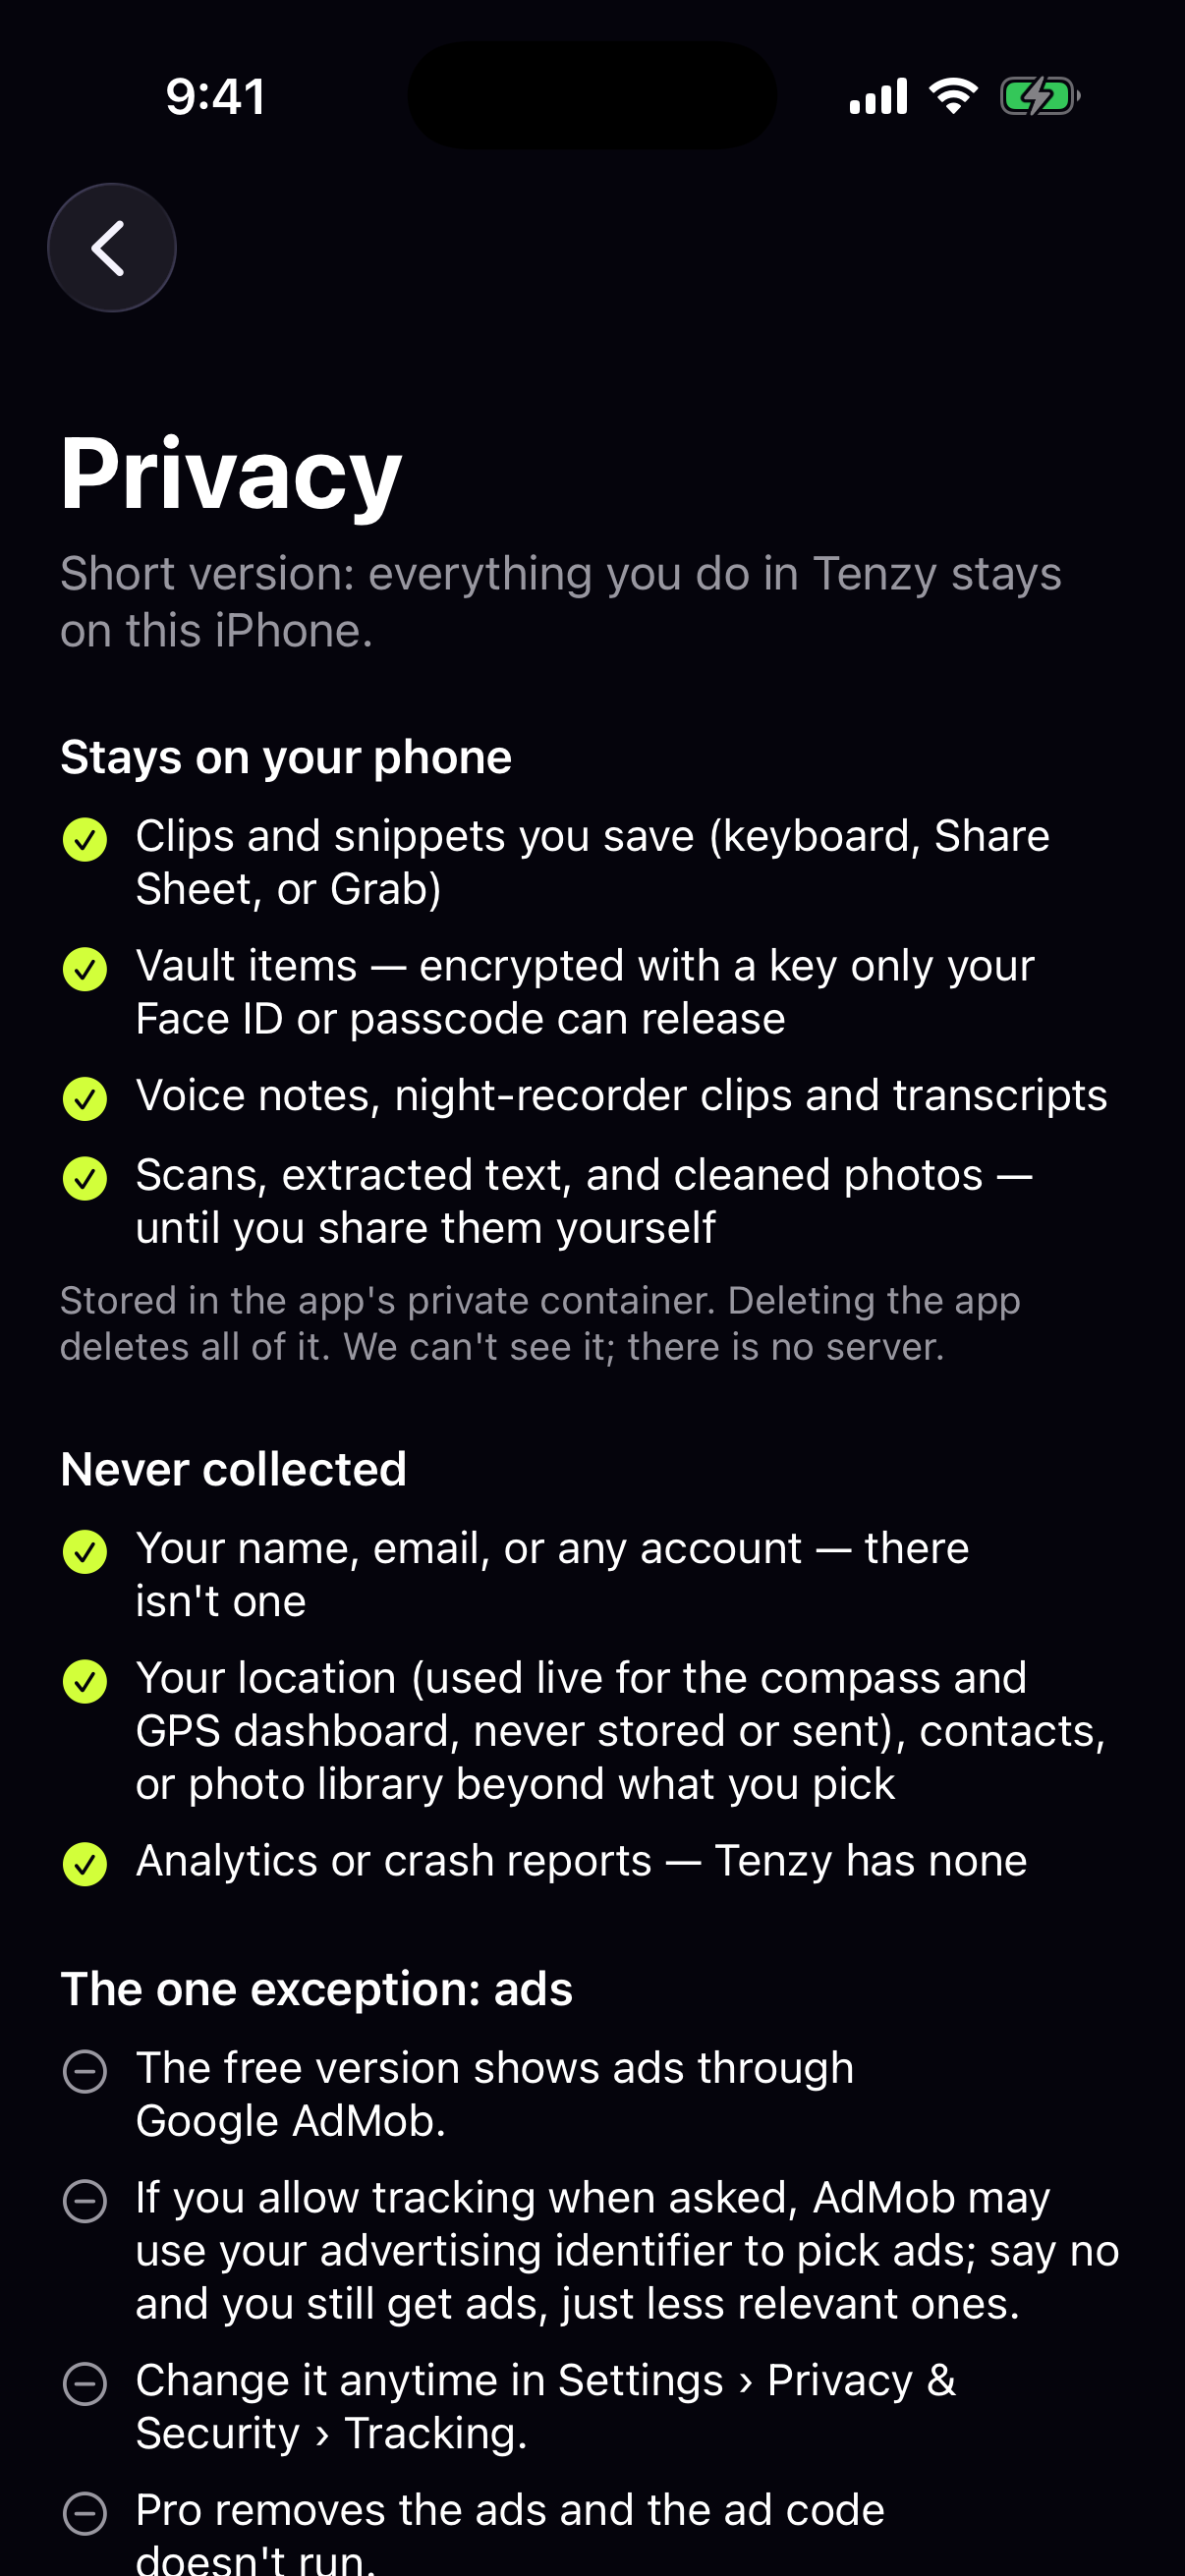 9:41
Privacy
Short version: everything you do in Tenzy stays
on this iPhone.
Stays on your phone
Clips and snippets you save (keyboard, Share
Sheet, or Grab)
Vault items — encrypted with a key only your
Face ID or passcode can release
Voice notes, night-recorder clips and transcripts
Scans, extracted text, and cleaned photos —
until you share them yourself
Stored in the app's private container. Deleting the app
deletes all of it. We can't see it; there is no server.
Never collected
Your name, email, or any account — there
isn't one
Your location (used live for the compass and
GPS dashboard, never stored or sent), contacts,
or photo library beyond what you pick
Analytics or crash reports — Tenzy has none
The one exception: ads
The free version shows ads through
Google AdMob.
If you allow tracking when asked, AdMob may
use your advertising identifier to pick ads; say no
and you still get ads, just less relevant ones.
Change it anytime in Settings › Privacy &
Security › Tracking.
Pro removes the ads and the ad code
doesn't run.